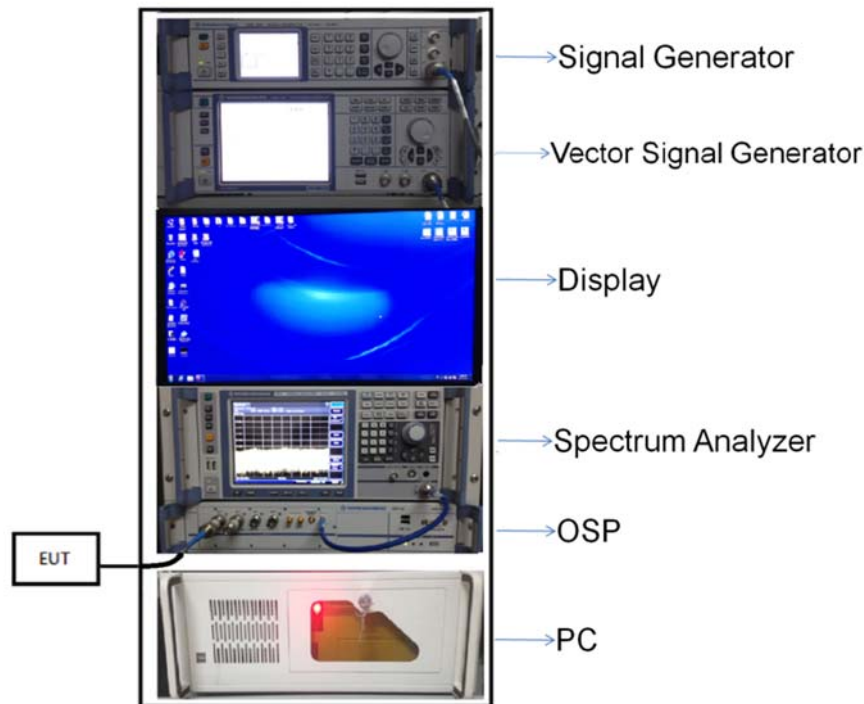 Signal Generator
Vector Signal Generator
Display
Spectrum Analyzer
OSP
EUT
PC